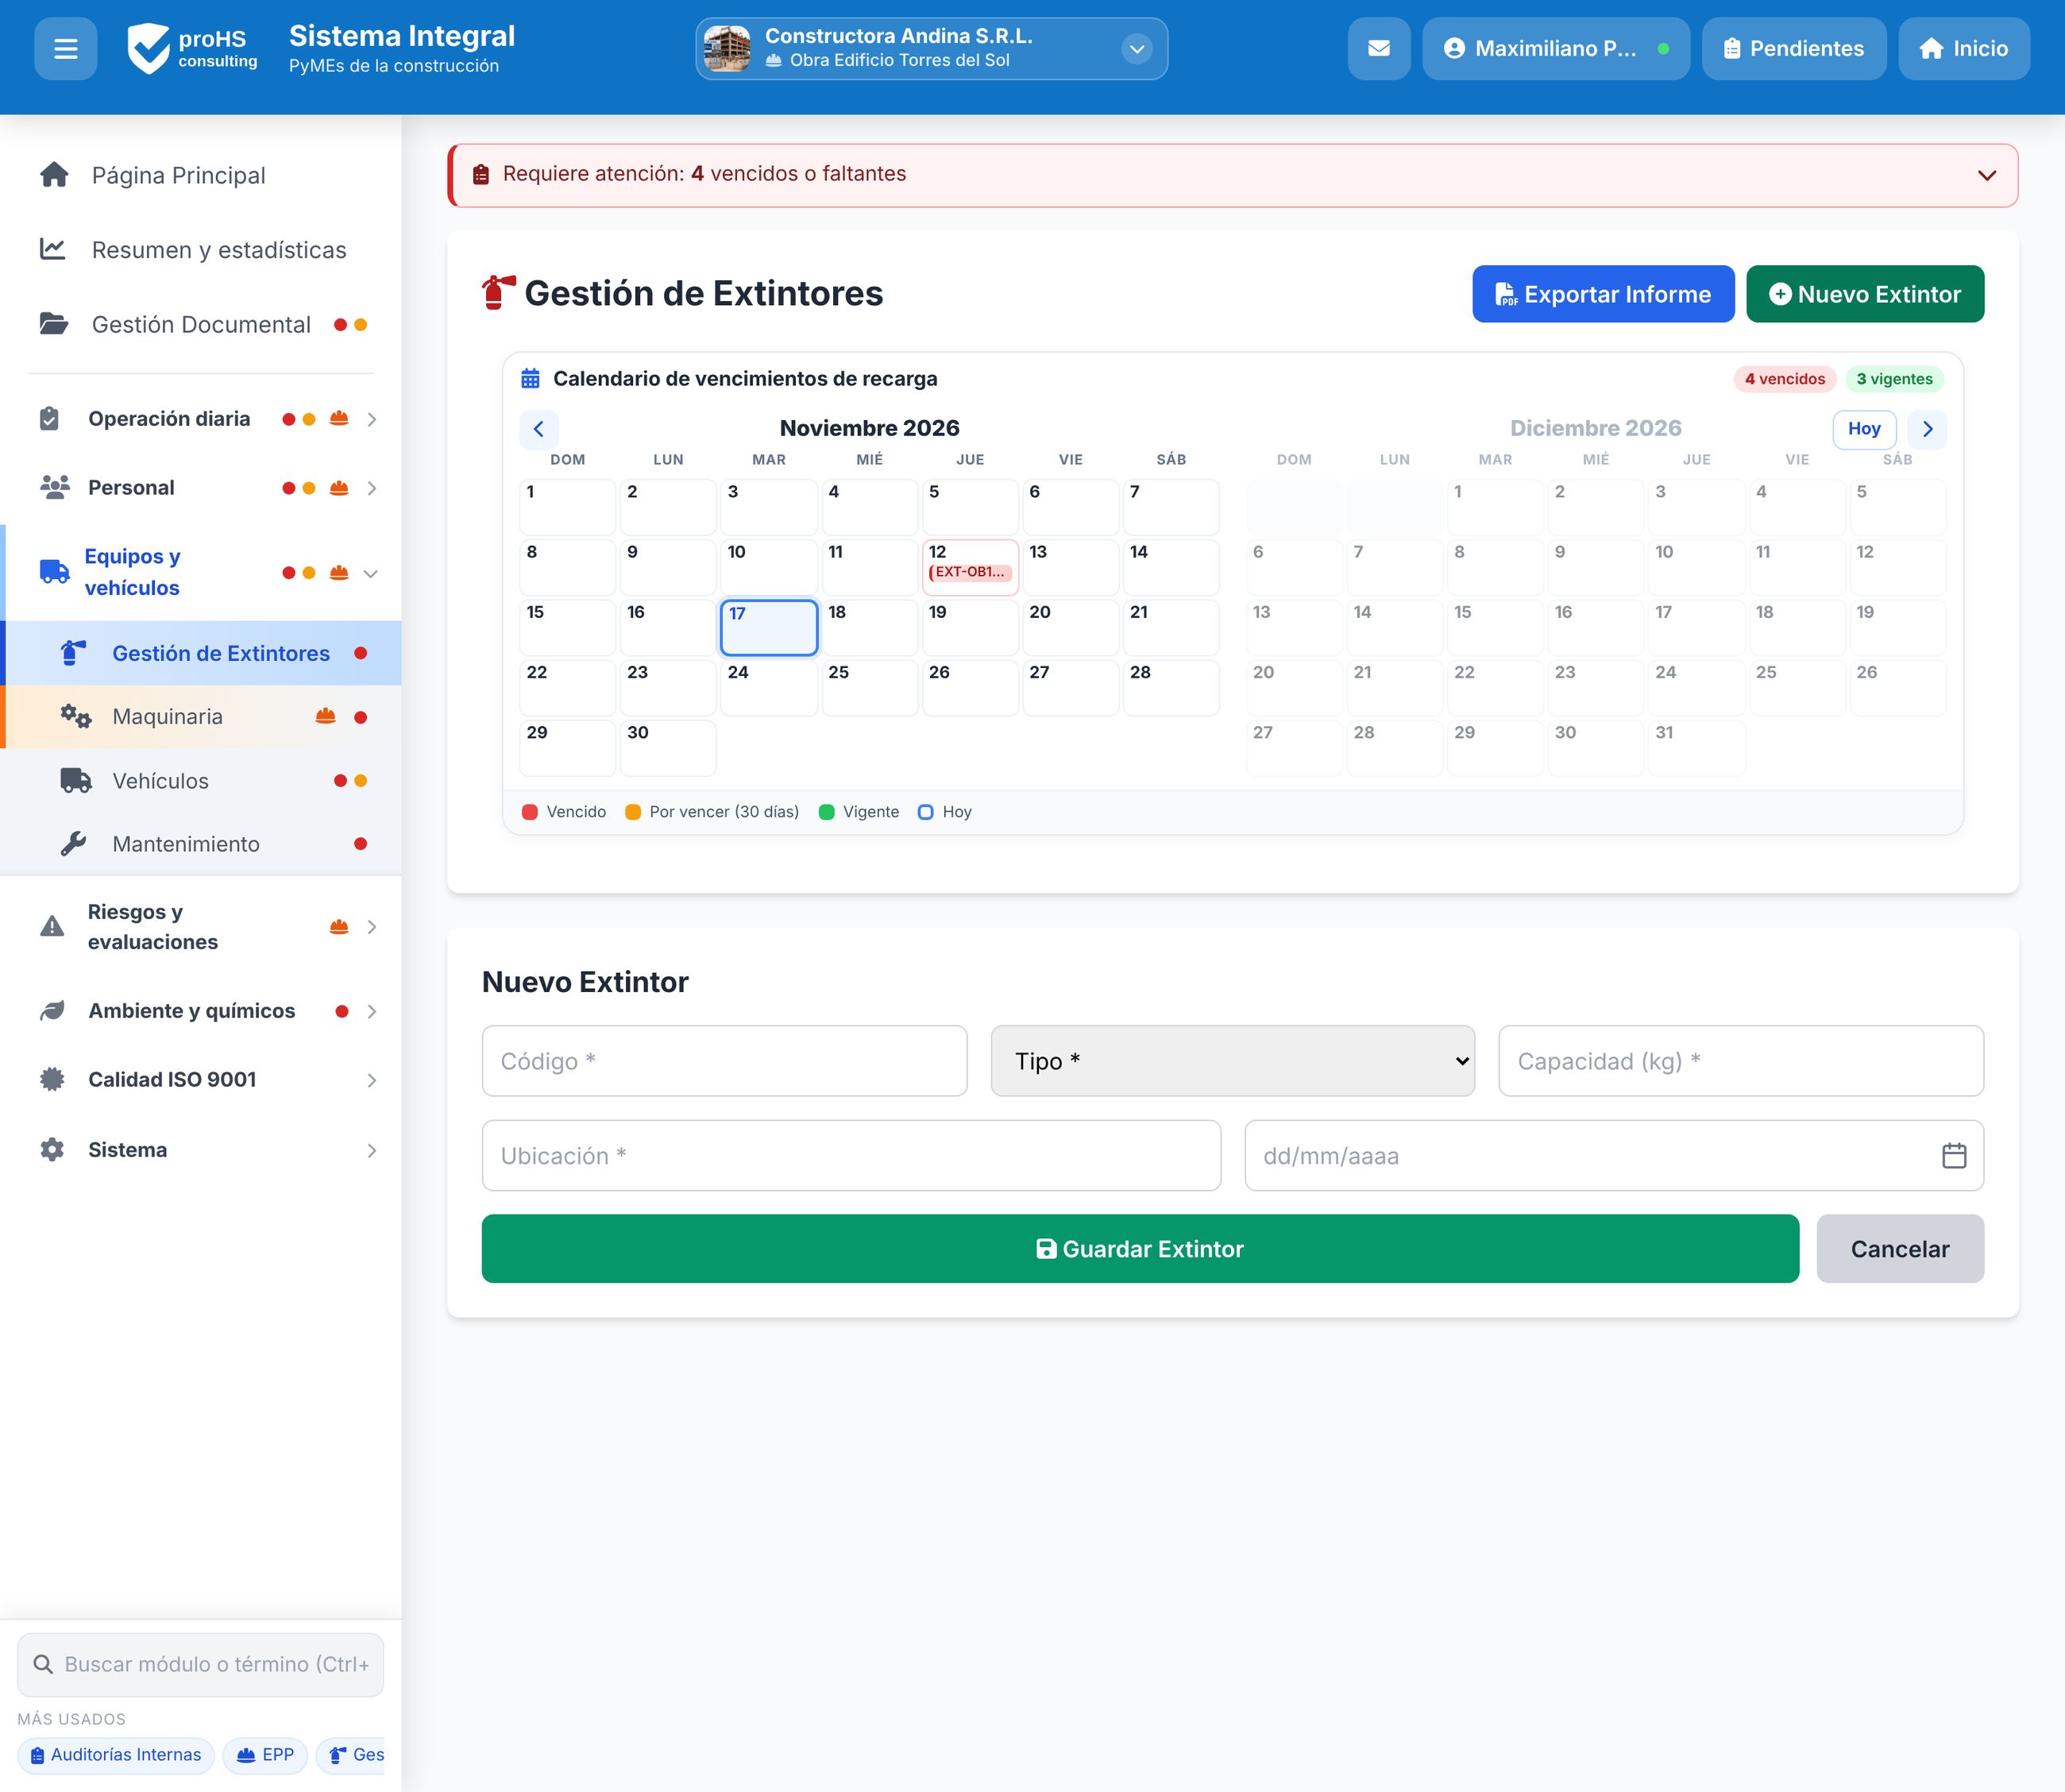 proHS
consulting
Sistema Integral
PyMEs de la construcción
Constructora Andina S.R.L.
Obra Edificio Torres del Sol
Maximiliano P...
Pendientes
Inicio
Página Principal
Resumen y estadísticas
Gestión Documental
Operación diaria
Personal
Equipos y
vehículos
Gestión de Extintores
Maquinaria
Vehículos
Mantenimiento
Riesgos y
evaluaciones
Ambiente y químicos
Calidad ISO 9001
Sistema
Buscar módulo o término (Ctrl+
MÁS USADOS
Auditorías Internas
EPP
Ges
Requiere atención: 4 vencidos o faltantes
Gestión de Extintores
PDF Exportar Informe
Nuevo Extintor
Calendario de vencimientos de recarga
4 vencidos
3 vigentes
Noviembre 2026
DOM LUN MAR MIÉ JUE VIE SÁB
1 2 3 4 5 6 7
8 9 10 11 12 13 14
EXT-OB1...
15 16 17 18 19 20 21
22 23 24 25 26 27 28
29 30
Diciembre 2026
Hoy
DOM LUN MAR MIÉ JUE VIE SÁB
1 2 3 4 5
6 7 8 9 10 11 12
13 14 15 16 17 18 19
20 21 22 23 24 25 26
27 28 29 30 31
Vencido
Por vencer (30 días)
Vigente
Hoy
Nuevo Extintor
Código *
Tipo *
Capacidad (kg) *
Ubicación *
dd/mm/aaaa
Guardar Extintor
Cancelar